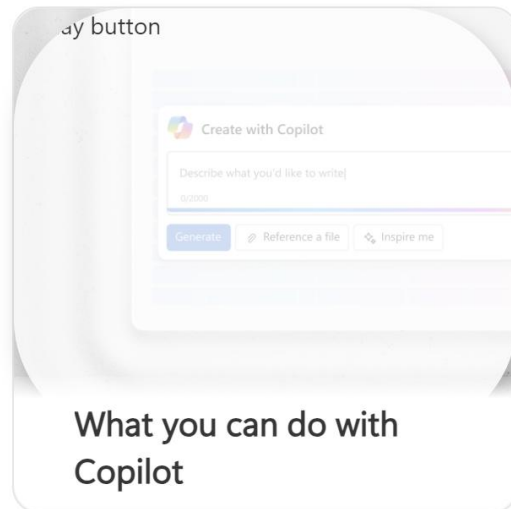 ay button
Create with Copilot
Describe what you'd like to write
0/2000
Generate Reference a file Inspire me
What you can do with
Copilot